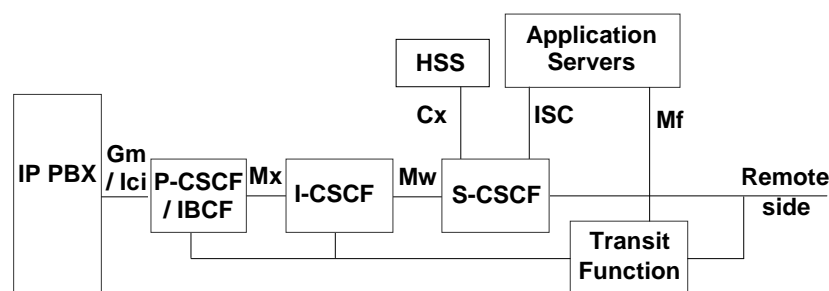 Application
Servers
HSS
Cx
ISC
Mf
IP PBX
Gm
/ Ici
P-CSCF
/ IBCF
Mx
I-CSCF
Mw
S-CSCF
Remote
side
Transit
Function